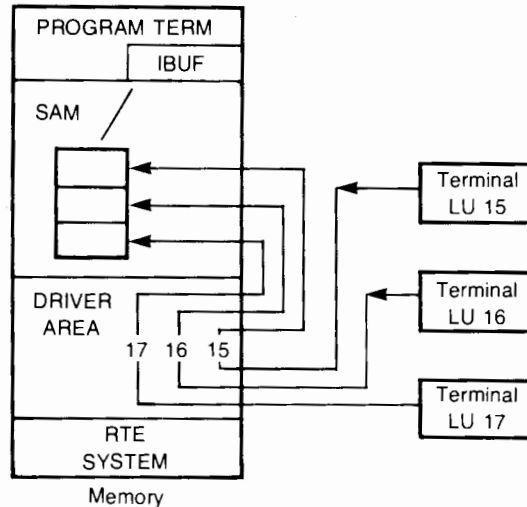 PROGRAM TERM
IBUF
SAM
Terminal
LU 15
DRIVER
AREA
Terminal
LU 16
17 16 15
Terminal
LU 17
RTE
SYSTEM
Memory